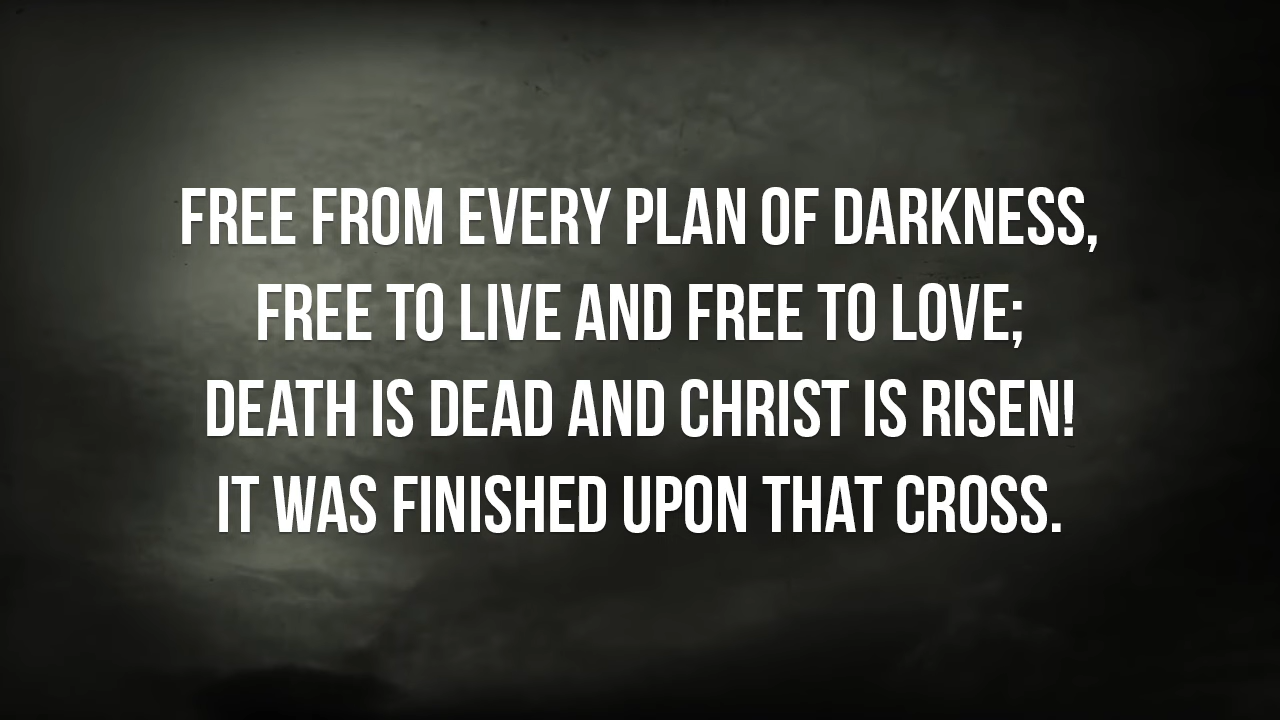 FREE FROM EVERY PLAN OF DARKNESS,
FREE TO LIVE AND FREE TO LOVE;
DEATH IS DEAD AND CHRIST IS RISEN!
IT WAS FINISHED UPON THAT CROSS.